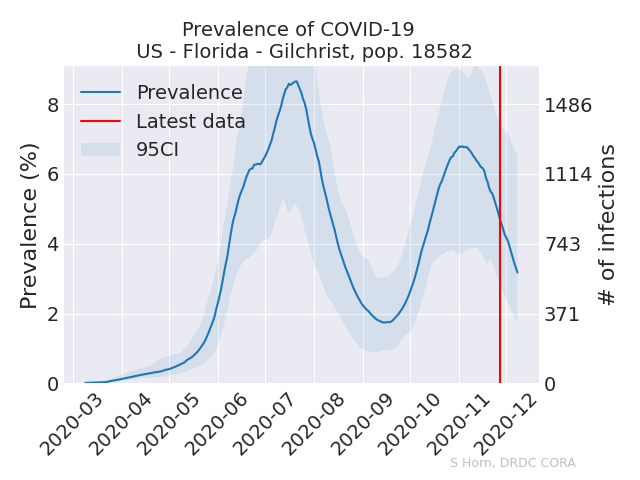 Prevalence of COVID-19
US - Florida - Gilchrist, pop. 18582
Prevalence
Latest data
95CI
Prevalence (%)
8
6
4
2
0
1486
1114
743
371
0
# of infections
2020-03
2020-04
2020-05
2020-06
2020-07
2020-08
2020-09
2020-10
2020-11
2020-12
S Horn, DRDC CORA